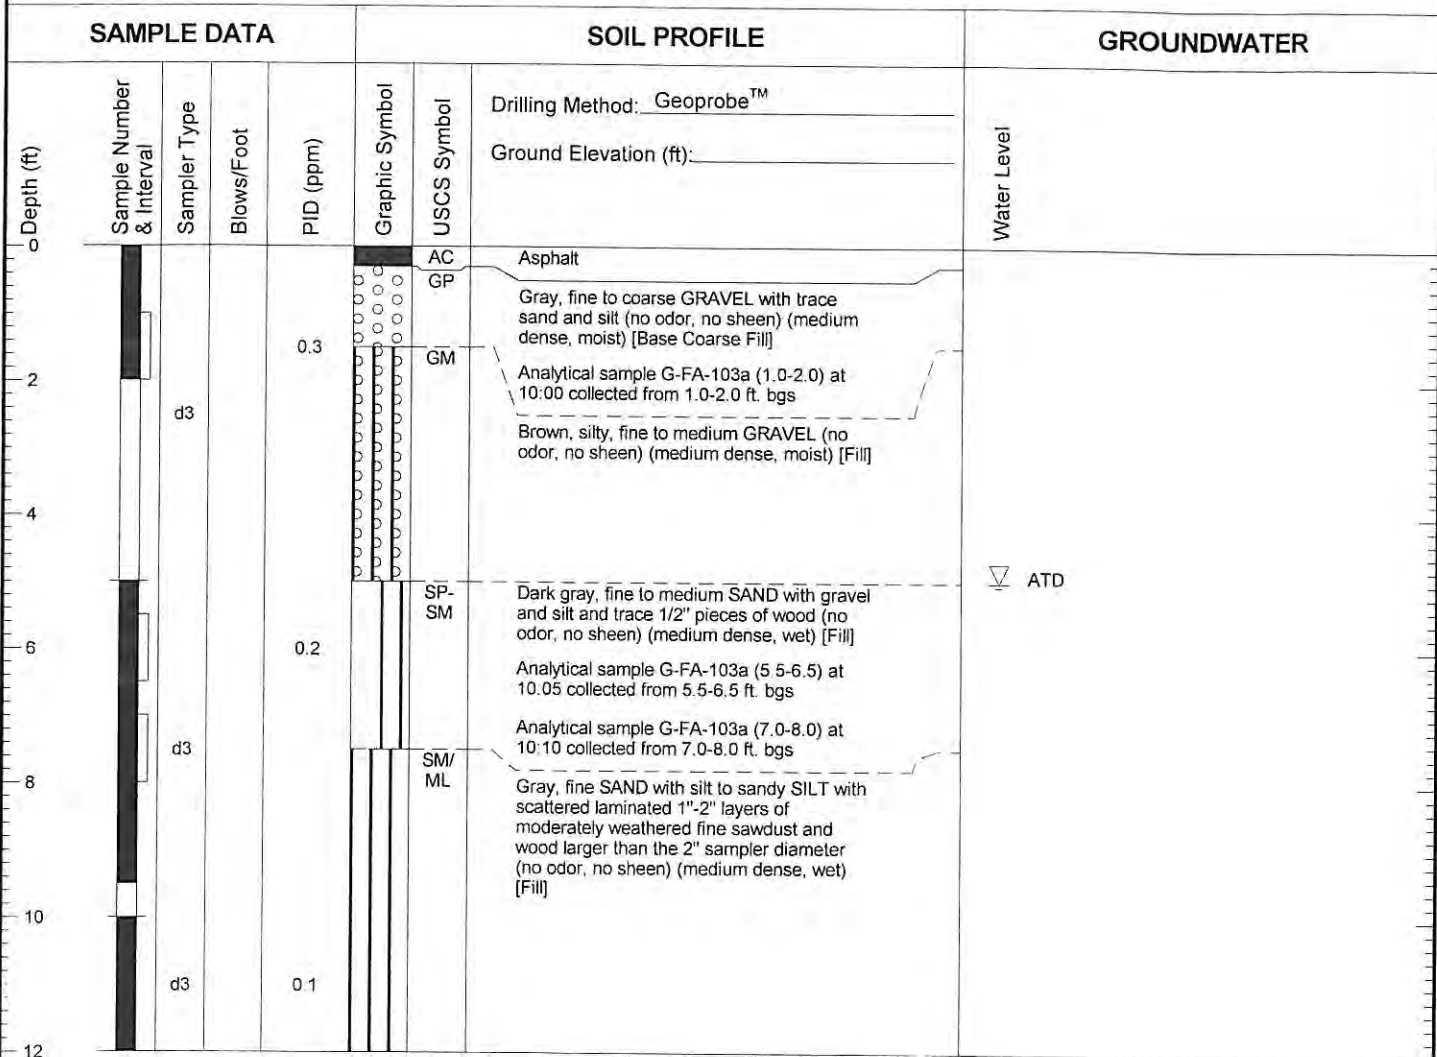 SAMPLE DATA
SOIL PROFILE
GROUNDWATER
Depth (ft)
Sample Number
& Interval
Sampler Type
Blows/Foot
PID (ppm)
Graphic Symbol
USCS Symbol
Drilling Method: Geoprobe™
Ground Elevation (ft):
Water Level
0
AC
Asphalt
GP
Gray, fine to coarse GRAVEL with trace
sand and silt (no odor, no sheen) (medium
dense, moist) [Base Coarse Fill]
0.3
GM
Analytical sample G-FA-103a (1.0-2.0) at
10:00 collected from 1.0-2.0 ft. bgs
2
d3
Brown, silty, fine to medium GRAVEL (no
odor, no sheen) (medium dense, moist) [Fill]
4
ATD
SP-
SM
Dark gray, fine to medium SAND with gravel
and silt and trace 1/2" pieces of wood (no
odor, no sheen) (medium dense, wet) [Fill]
6
0.2
Analytical sample G-FA-103a (5 5-6.5) at
10.05 collected from 5.5-6.5 ft. bgs
Analytical sample G-FA-103a (7.0-8.0) at
10:10 collected from 7.0-8.0 ft. bgs
d3
SM/
ML
8
Gray, fine SAND with silt to sandy SILT with
scattered laminated 1"-2" layers of
moderately weathered fine sawdust and
wood larger than the 2" sampler diameter
(no odor, no sheen) (medium dense, wet)
[Fill]
10
d3
0 1
12